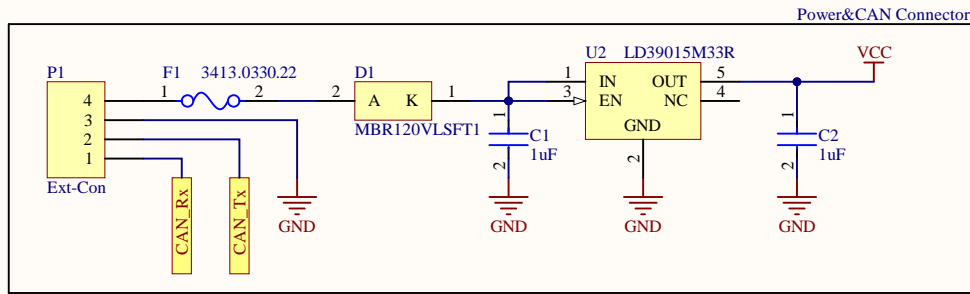 Power&CAN Connector
P1
4
3
2
1
Ext-Con
CAN_Rx
CAN_Tx
F1 3413.0330.22
1 2
GND
D1
2 A K 1
MBR120VLSFT1
1
C1
1uF
2
GND
U2 LD39015M33R
1 IN OUT 5
3 EN NC 4
GND
2
GND
VCC
1
C2
1uF
2
GND